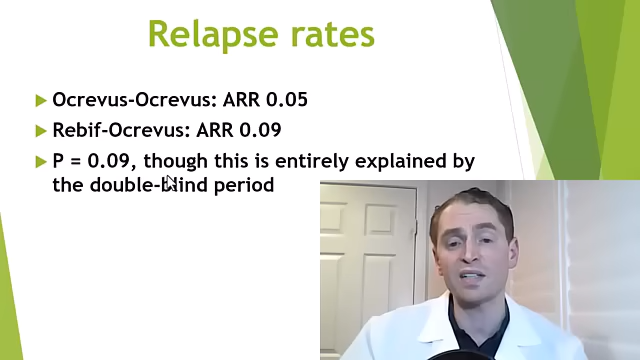 Relapse rates
Ocrevus-Ocrevus: ARR 0.05
Rebif-Ocrevus: ARR 0.09
P = 0.09, though this is entirely explained by
the double-blind period